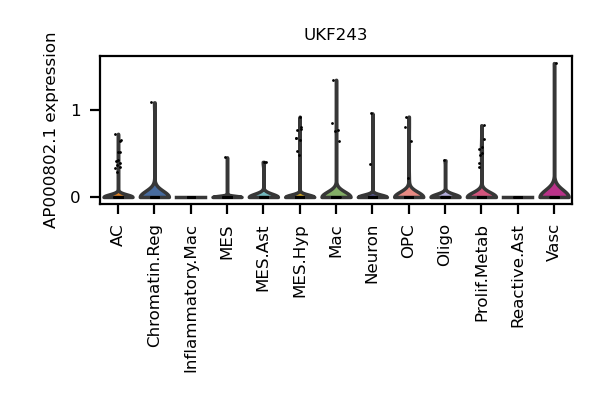 UKF243
AP000802.1 expression
1
0
AC
Chromatin.Reg
Inflammatory.Mac
MES
MES.Ast
MES.Hyp
Mac
Neuron
OPC
Oligo
Prolif.Metab
Reactive.Ast
Vasc